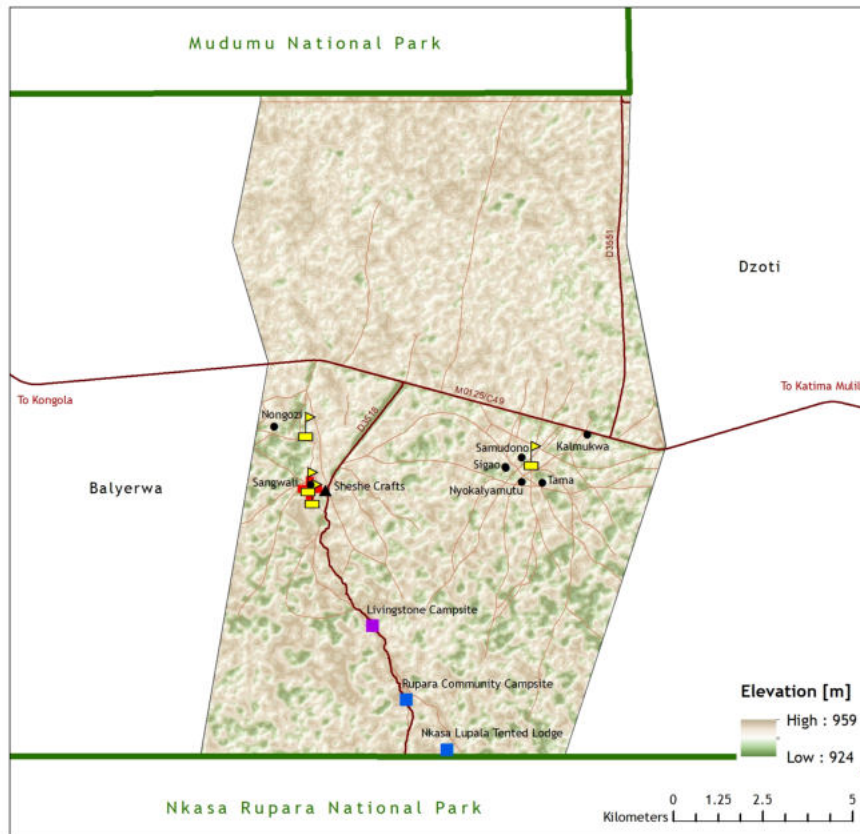 Mudumu National Park
D3551
Dzoti
M0125/C49
To Kongola
To Katima Mulil
D3518
Nongozi
Kalmukwa
Samudono
Sigao
Balyerwa
Sangwali
Sheshe Crafts
Nyokalyamutu
Tama
Livingstone Campsite
Rupara Community Campsite
Elevation [m]
High : 959
Nkasa Lupala Tented Lodge
Low : 924
Nkasa Rupara National Park
0 1.25 2.5 5
Kilometers